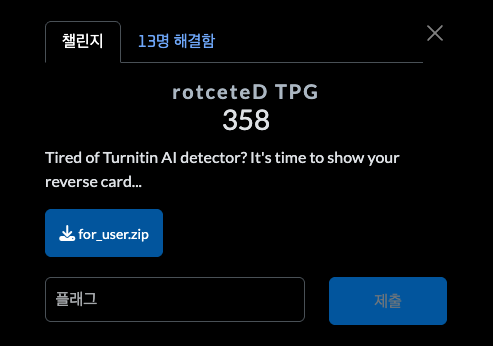 챌린지
13명 해결함
rotceteD TPG
358
Tired of Turnitin AI detector? It's time to show your
reverse card...
for_user.zip
플래그
제출